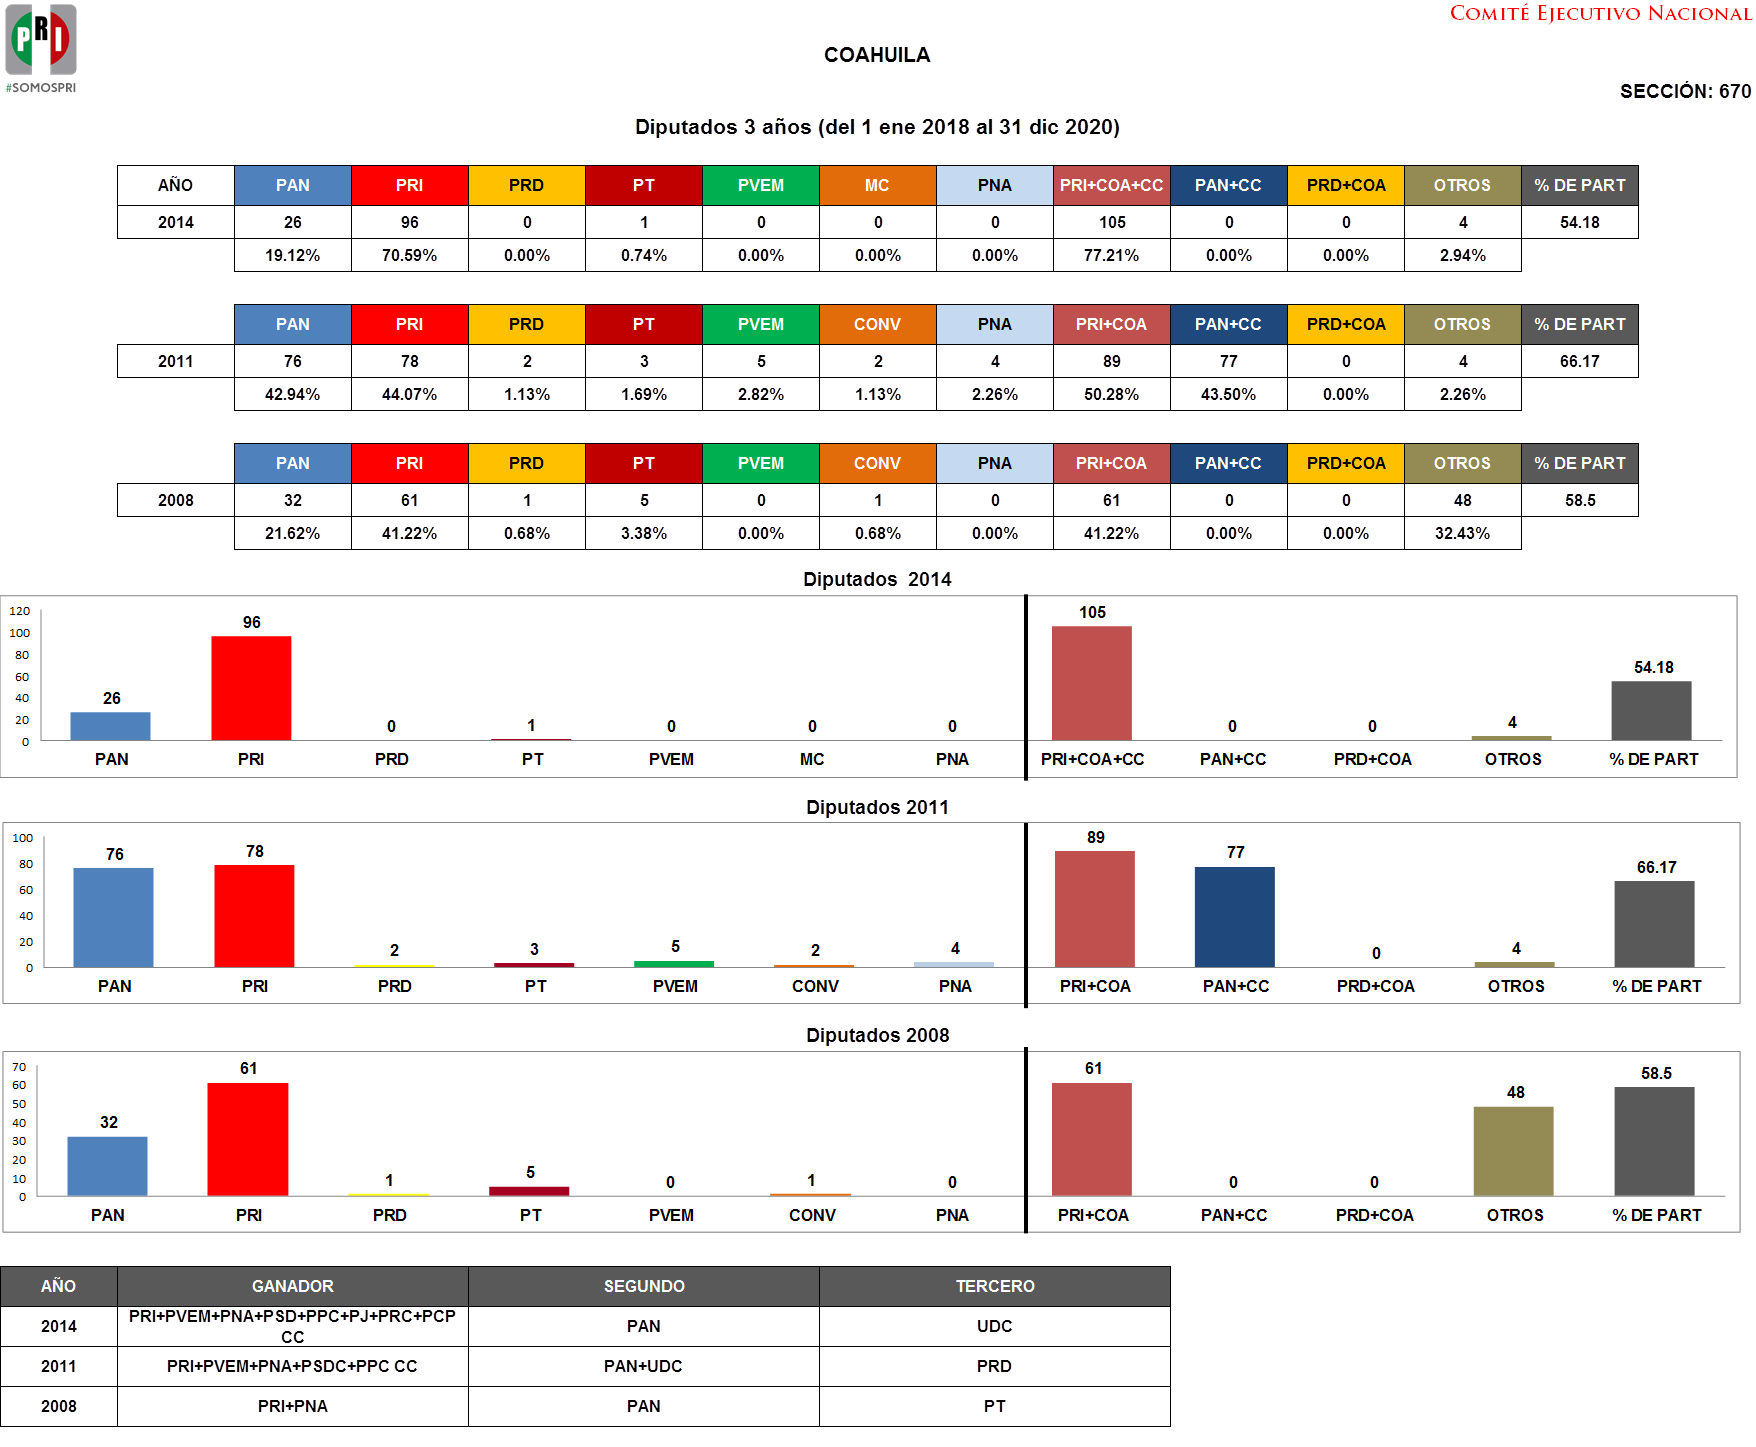 PRI
#SOMOSPRI
COMITÉ EJECUTIVO NACIONAL
COAHUILA
SECCIÓN: 670
Diputados 3 años (del 1 ene 2018 al 31 dic 2020)
AÑO PAN PRI PRD PT PVEM MC PNA PRI+COA+CC PAN+CC PRD+COA OTROS % DE PART
2014 26 96 0 1 0 0 0 105 0 0 4 54.18
19.12% 70.59% 0.00% 0.74% 0.00% 0.00% 0.00% 77.21% 0.00% 0.00% 2.94%
PAN PRI PRD PT PVEM CONV PNA PRI+COA PAN+CC PRD+COA OTROS % DE PART
2011 76 78 2 3 5 2 4 89 77 0 4 66.17
42.94% 44.07% 1.13% 1.69% 2.82% 1.13% 2.26% 50.28% 43.50% 0.00% 2.26%
PAN PRI PRD PT PVEM CONV PNA PRI+COA PAN+CC PRD+COA OTROS % DE PART
2008 32 61 1 5 0 1 0 61 0 0 48 58.5
21.62% 41.22% 0.68% 3.38% 0.00% 0.68% 0.00% 41.22% 0.00% 0.00% 32.43%
Diputados 2014
120
100
80
60
40
20
0
26 96 0 1 0 0 0 105 0 0 4 54.18
PAN PRI PRD PT PVEM MC PNA PRI+COA+CC PAN+CC PRD+COA OTROS % DE PART
Diputados 2011
100
80
60
40
20
0
76 78 2 3 5 2 4 89 77 0 4 66.17
PAN PRI PRD PT PVEM CONV PNA PRI+COA PAN+CC PRD+COA OTROS % DE PART
Diputados 2008
70
60
50
40
30
20
10
0
32 61 1 5 0 1 0 61 0 0 48 58.5
PAN PRI PRD PT PVEM CONV PNA PRI+COA PAN+CC PRD+COA OTROS % DE PART
AÑO GANADOR SEGUNDO TERCERO
2014 PRI+PVEM+PNA+PSD+PPC+PJ+PRC+PCP CC PAN UDC
2011 PRI+PVEM+PNA+PSDC+PPC CC PAN+UDC PRD
2008 PRI+PNA PAN PT